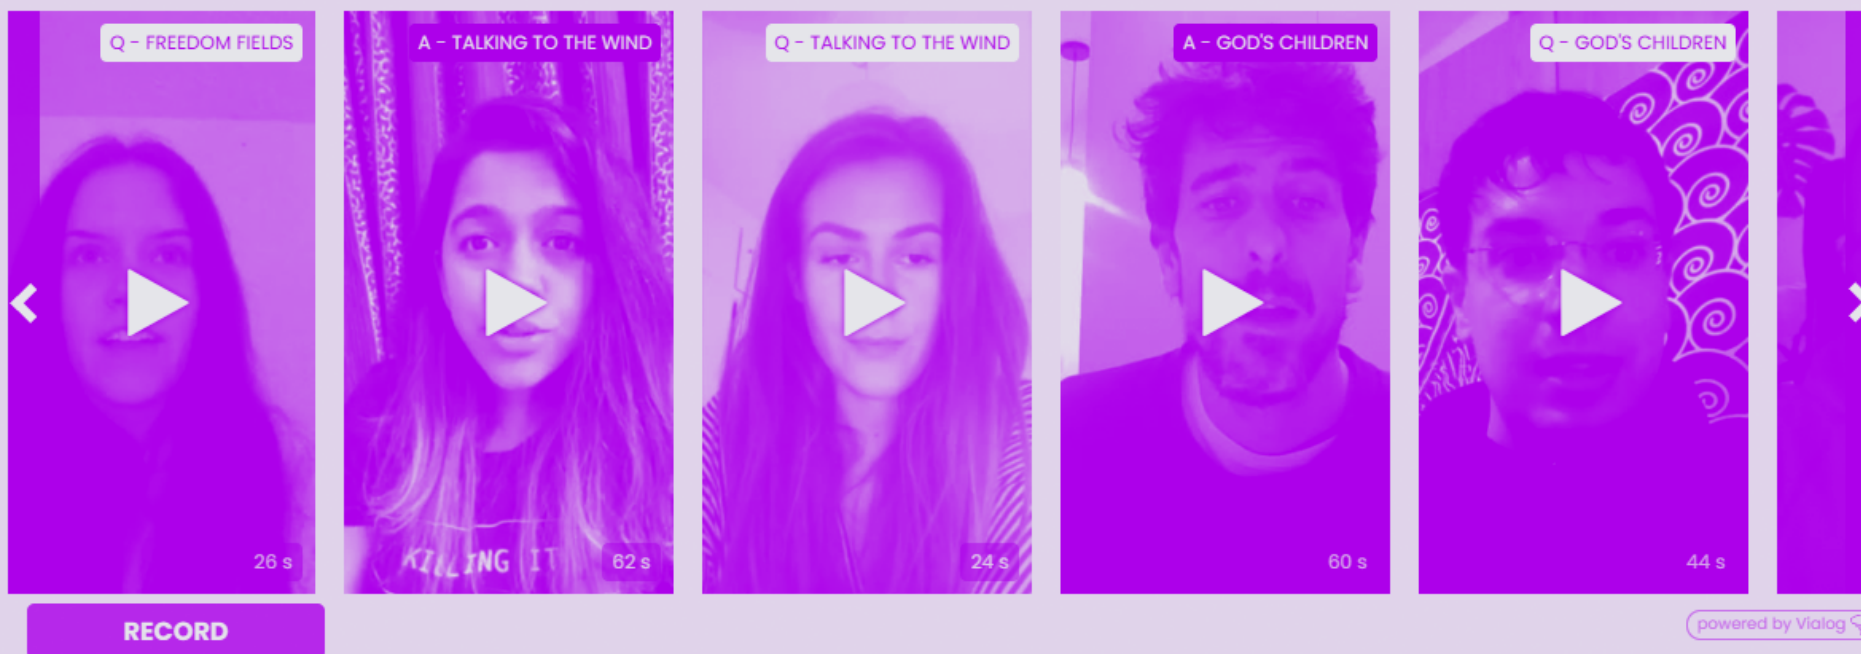 Q - FREEDOM FIELDS
A - TALKING TO THE WIND
Q - TALKING TO THE WIND
A - GOD'S CHILDREN
Q - GOD'S CHILDREN
KILLING IT
26 s
62 s
24 s
60 s
44 s
RECORD
powered by Vialog